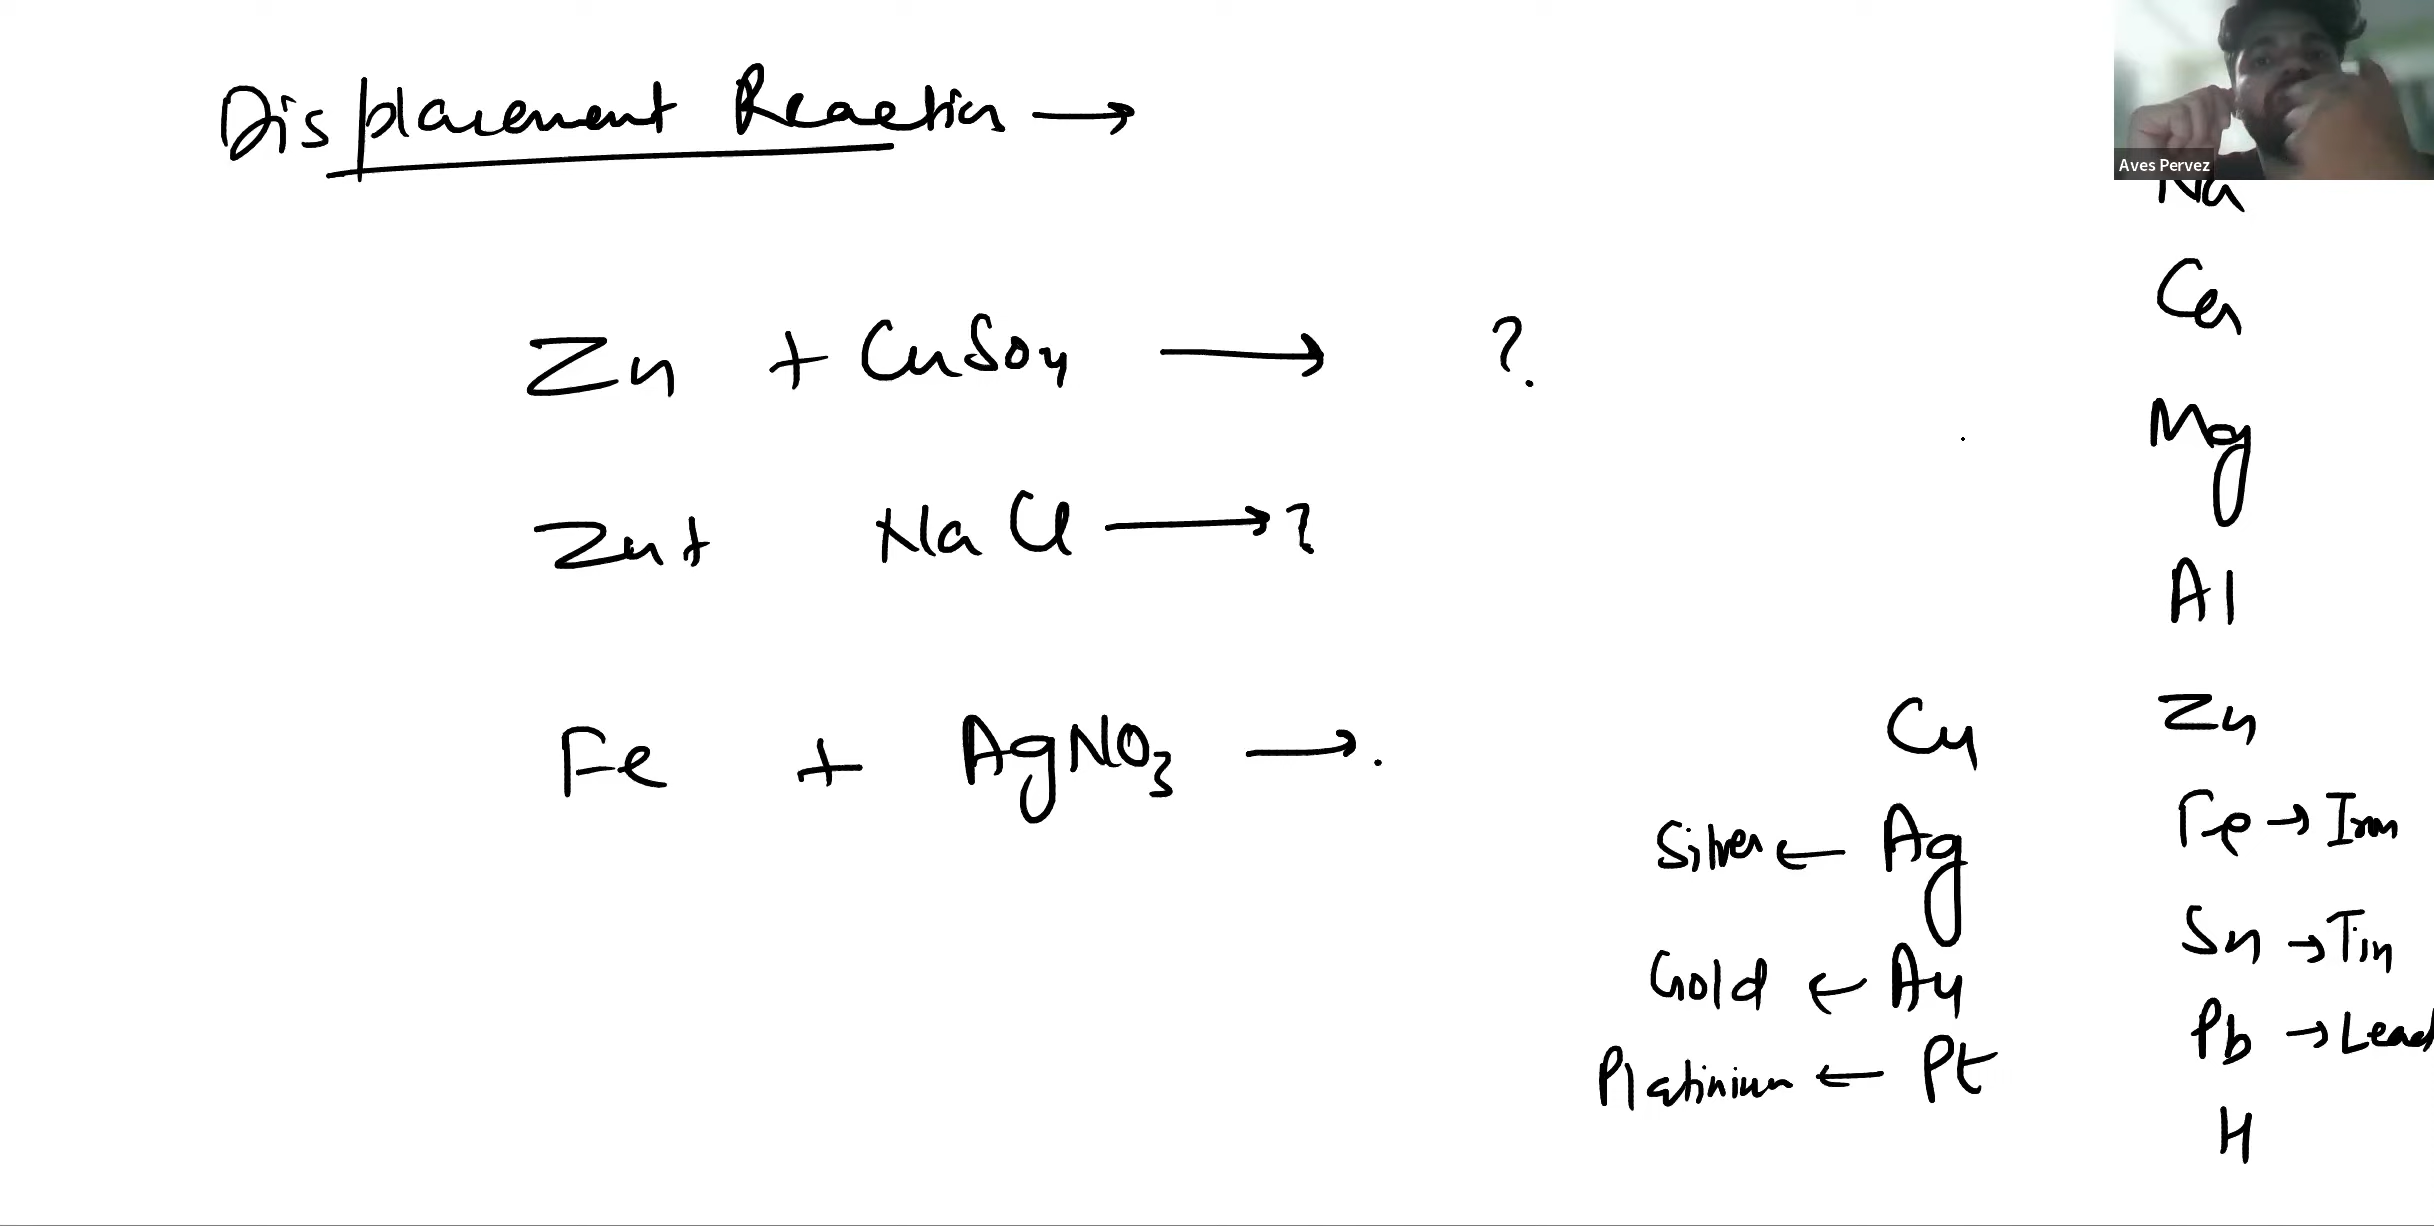 Displacement Reaction →
Aves Pervez
Na
Ca
Zn + CuSO4 → ?
Mg
Zn + NaCl → ?
Al
Fe + AgNO3 → .
Cu
Zn
Silver ← Ag
Fe → Iron
Gold ← Au
Sn → Tin
Platinium ← Pt
Pb → Lead
H